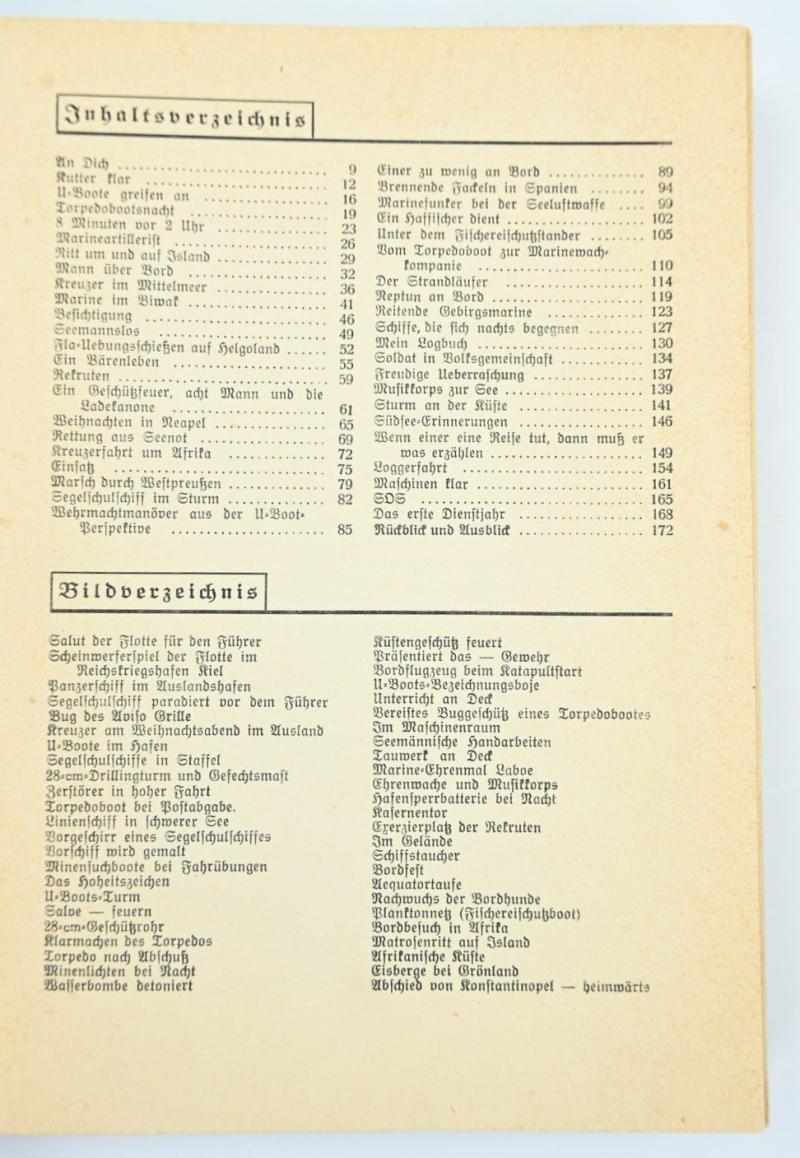 Inhaltsverzeichnis
An Dich .......................... 9
Kutter klar ...................... 12
U-Boote greifen an ............... 16
Torpedobootsnacht ................ 19
8 Minuten vor 2 Uhr .............. 23
Marineartillerist ................ 26
Ritt um und auf Island ........... 29
Mann über Bord ................... 32
Kreuzer im Mittelmeer ............ 36
Marine im Biwak .................. 41
Besichtigung ..................... 46
Seemannslos ...................... 49
Fla-Uebungsschießen auf Helgoland ...... 52
Ein Bärenleben ................... 55
Rekruten ......................... 59
Ein Geschützfeuer, acht Mann und die
Ladekanone ....................... 61
Weihnachten in Neapel ............ 65
Rettung aus Seenot ............... 69
Kreuzerfahrt um Afrika ........... 72
Einsatz .......................... 75
Marsch durch Westpreußen ......... 79
Segelschulschiff im Sturm ........ 82
Wehrmachtmanöver aus der U-Boot-
Perspektive ...................... 85
Einer zu wenig an Bord ........... 89
Brennende Fackeln in Spanien ........ 94
Marinefunker bei der Seeluftwaffe .... 99
Ein Haffischer dient ............. 102
Unter dem Fischereischutzstander ........ 105
Vom Torpedoboot zur Marinewach-
kompanie ......................... 110
Der Strandläufer ................. 114
Neptun an Bord ................... 119
Reitende Gebirgsmarine ........... 123
Schiffe, die sich nachts begegnen ........ 127
Mein Logbuch ..................... 130
Soldat in Volksgemeinschaft ........... 134
Freudige Ueberraschung ........... 137
Musikkorps zur See ............... 139
Sturm an der Küste ............... 141
Südsee-Erinnerungen .............. 146
Wenn einer eine Reise tut, dann muß er
was erzählen ..................... 149
Loggerfahrt ...................... 154
Maschinen klar ................... 161
SOS .............................. 165
Das erste Dienstjahr ............. 168
Rückblick und Ausblick ........... 172
Bildverzeichnis
Salut der Flotte für den Führer
Scheinwerferspiel der Flotte im
Reichskriegshafen Kiel
Panzerschiff im Auslandshafen
Segelschulschiff paradiert vor dem Führer
Bug des Aviso Grille
Kreuzer am Weihnachtsabend im Ausland
U-Boote im Hafen
Segelschulschiffe in Staffel
28-cm-Drillingturm und Gefechtsmast
Zerstörer in hoher Fahrt
Torpedoboot bei Postabgabe.
Linienschiff in schwerer See
Vorgeschirr eines Segelschulschiffes
Vorschiff wird gemalt
Minensuchboote bei Fahrübungen
Das Hoheitszeichen
U-Boots-Turm
Salve — feuern
28-cm-Geschützrohr
Klarmachen des Torpedos
Torpedo nach Abschuß
Minenlichten bei Nacht
Wasserbombe detoniert
Küstengeschütz feuert
Präsentiert das — Gewehr
Bordflugzeug beim Katapultstart
U-Boots-Bezeichnungsboje
Unterricht an Deck
Vereistes Buggeschütz eines Torpedobootes
Im Maschinenraum
Seemännische Handarbeiten
Tauwerk an Deck
Marine-Ehrenmal Laboe
Ehrenwache und Musikkorps
Hafensperrbatterie bei Nacht
Kasernentor
Exerzierplatz der Rekruten
Im Gelände
Schiffstaucher
Bordfest
Aequatortaufe
Nachwuchs der Bordhunde
Planktonnetz (Fischereischutzboot)
Bordbesuch in Afrika
Matrosenritt auf Island
Afrikanische Küste
Eisberge bei Grönland
Abschied von Konstantinopel — heimwärts